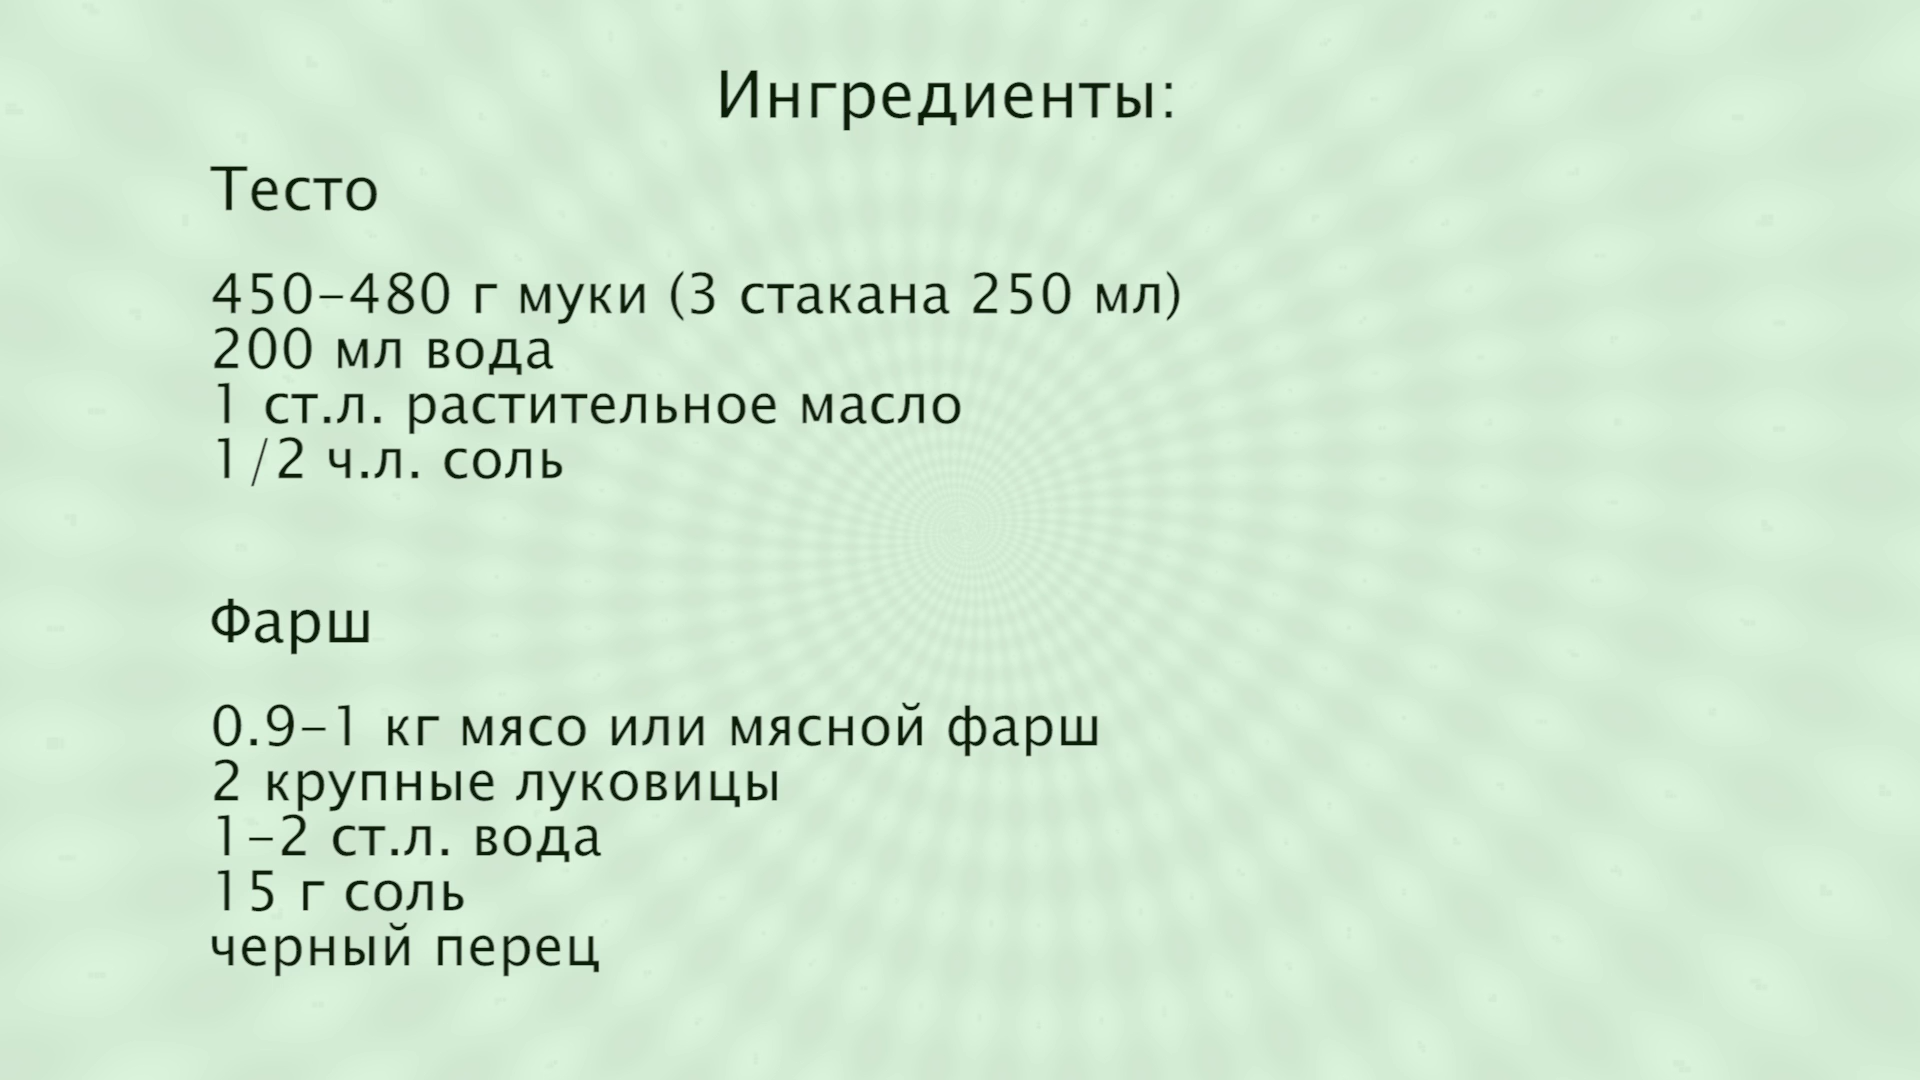 Ингредиенты:
Тесто
450-480 г муки (3 стакана 250 мл)
200 мл вода
1 ст.л. растительное масло
1/2 ч.л. соль
Фарш
0.9-1 кг мясо или мясной фарш
2 крупные луковицы
1-2 ст.л. вода
15 г соль
черный перец